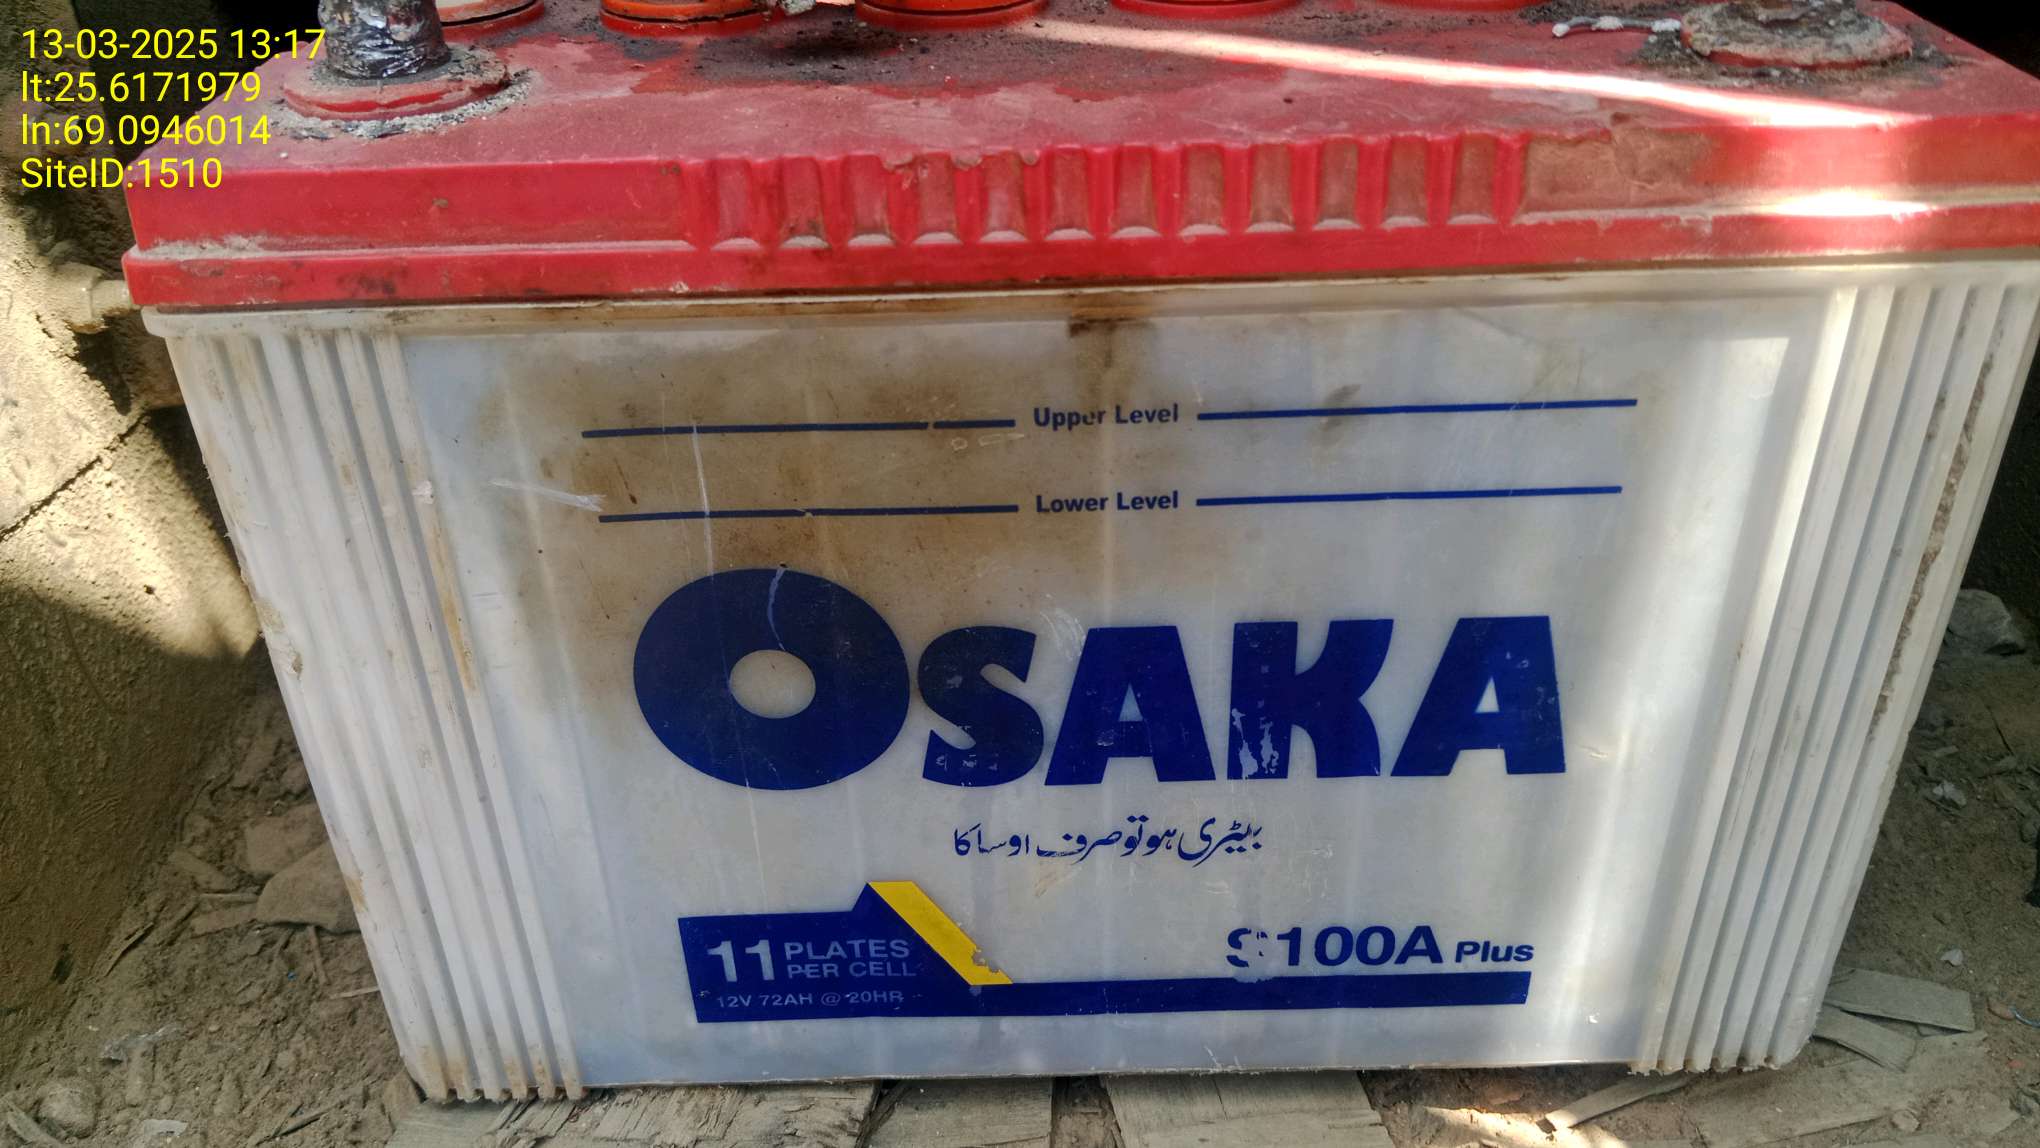 13-03-2025 13:17
lt:25.6171979
ln:69.0946014
SiteID:1510
Upper Level
Lower Level
OSAKA
بیٹری ہو تو صرف اوساکا
11 PLATES PER CELL
12V 72AH @ 20HR
S100A Plus